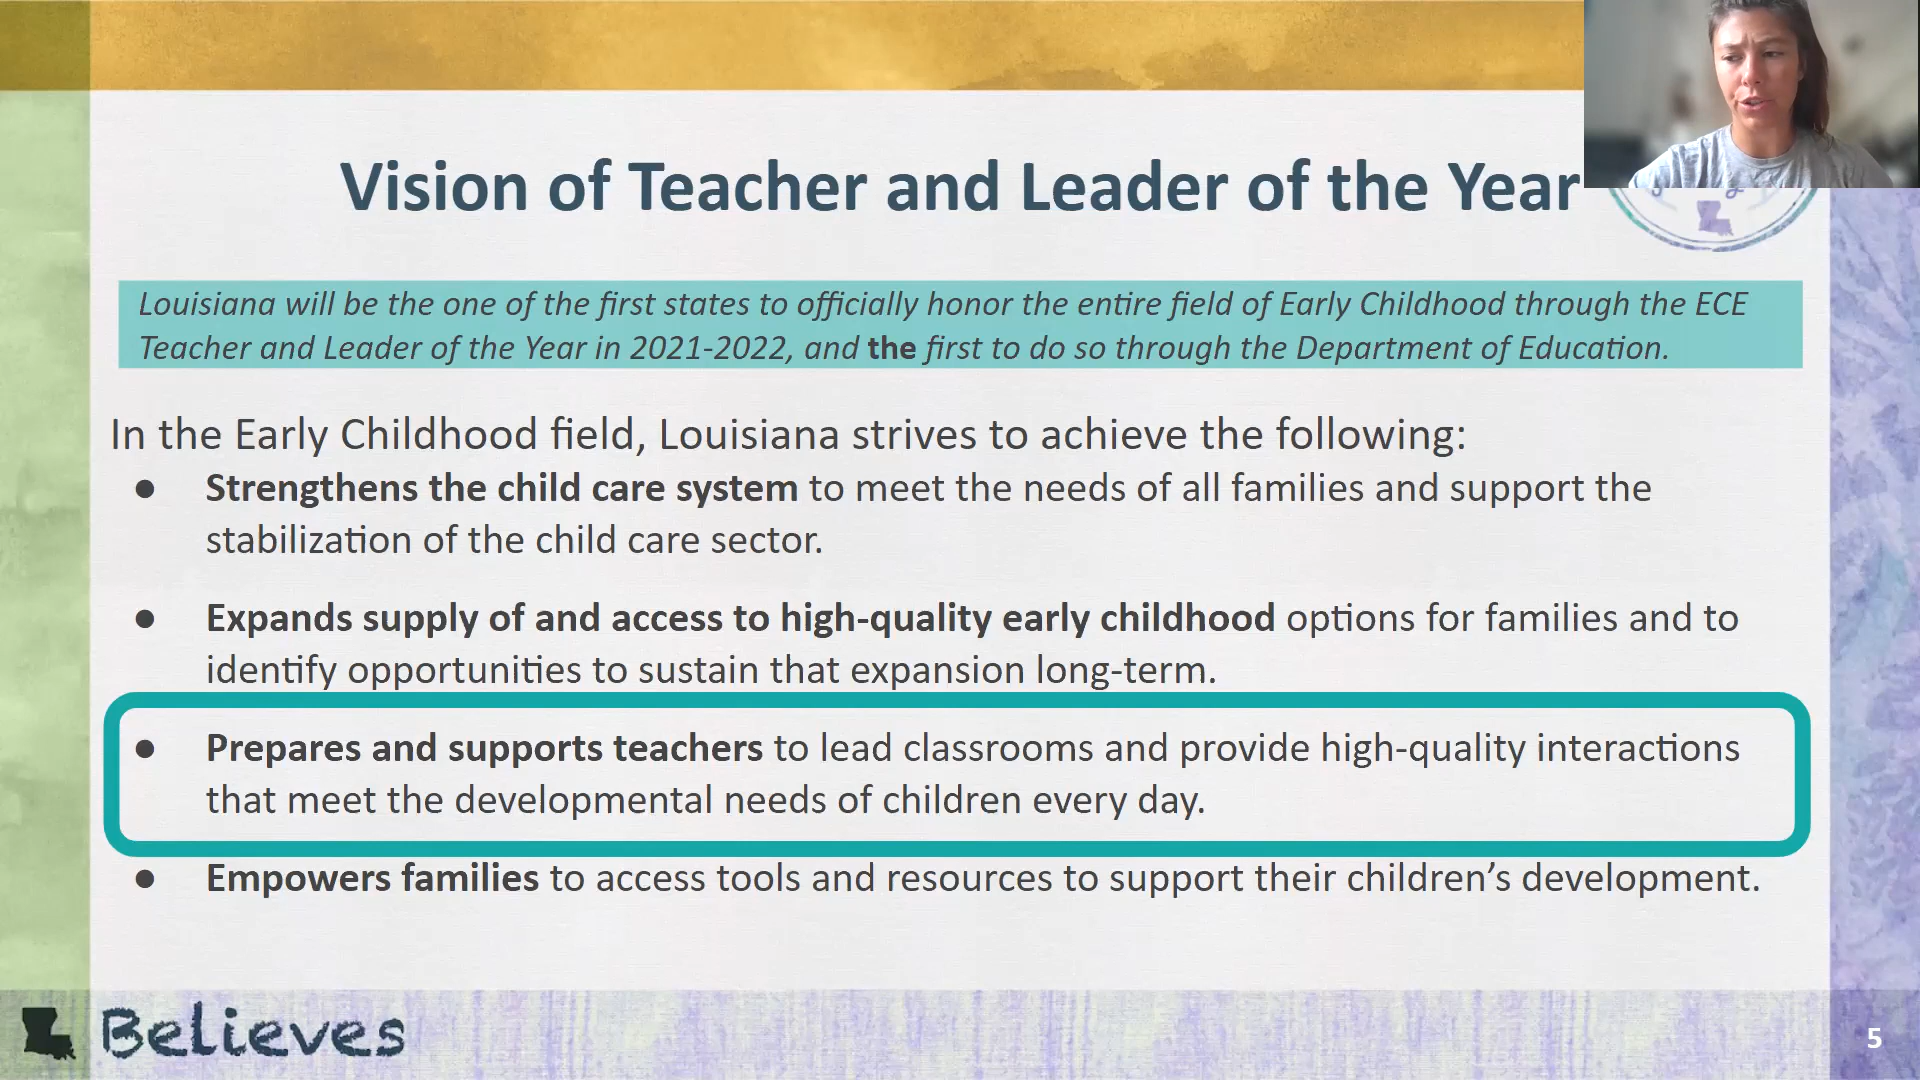 Vision of Teacher and Leader of the Year
Louisiana will be the one of the first states to officially honor the entire field of Early Childhood through the ECE
Teacher and Leader of the Year in 2021-2022, and the first to do so through the Department of Education.
In the Early Childhood field, Louisiana strives to achieve the following:
● Strengthens the child care system to meet the needs of all families and support the
stabilization of the child care sector.
● Expands supply of and access to high-quality early childhood options for families and to
identify opportunities to sustain that expansion long-term.
● Prepares and supports teachers to lead classrooms and provide high-quality interactions
that meet the developmental needs of children every day.
● Empowers families to access tools and resources to support their children’s development.
Believes
5